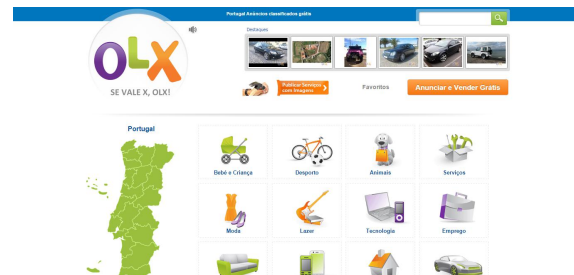 Portugal Anúncios classificados grátis
Destaques
OLX
SE VALE X, OLX!
Publicar Serviços
com Imagens
Favoritos
Anunciar e Vender Grátis
Portugal
Bebé e Criança
Desporto
Animais
Serviços
Moda
Lazer
Tecnologia
Emprego